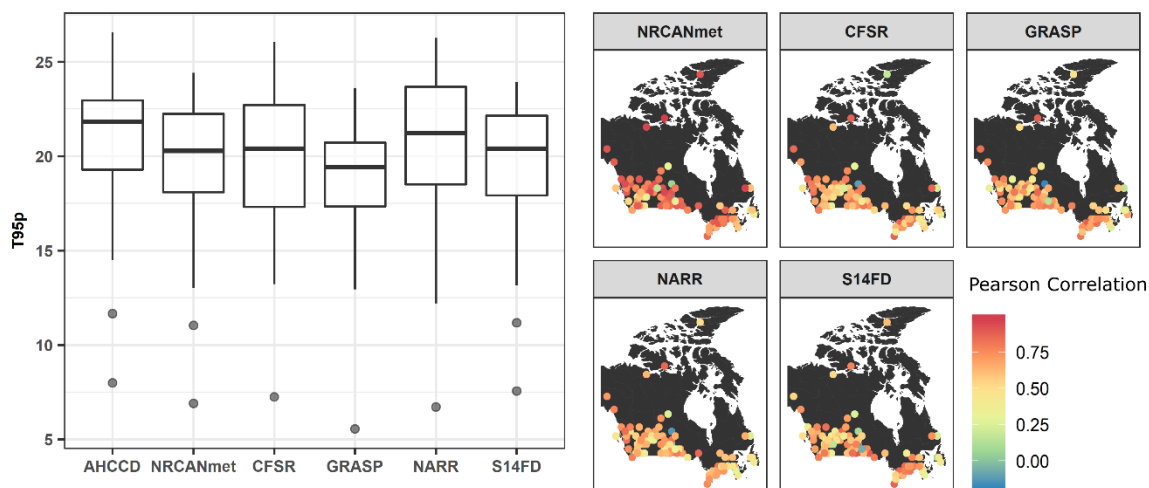 T95p
25
20
15
10
5
AHCCD NRCANmet CFSR GRASP NARR S14FD
NRCANmet CFSR GRASP
NARR S14FD
Pearson Correlation
0.75
0.50
0.25
0.00